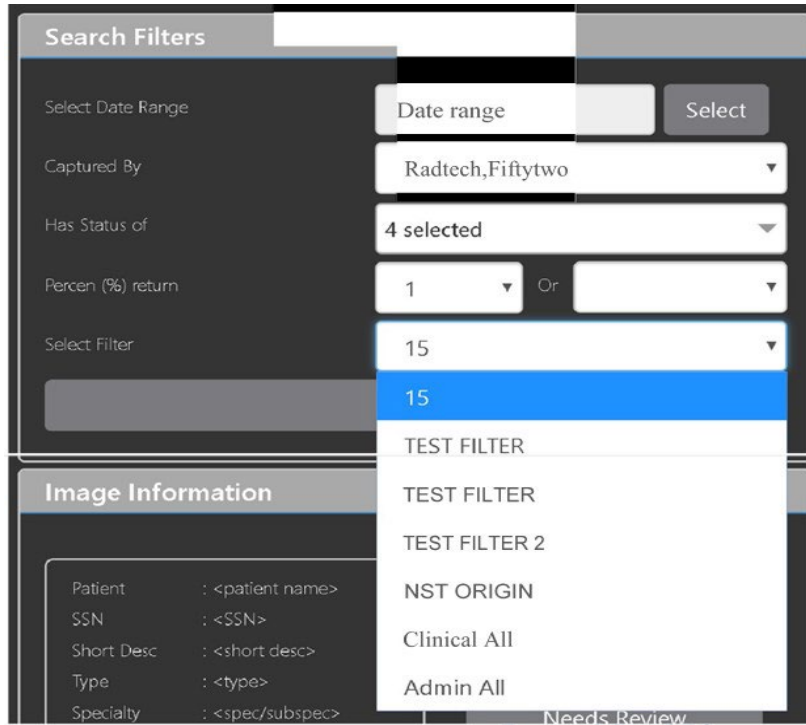 Search Filters
Select Date Range
Date range
Select
Captured By
Radtech,Fiftytwo
Has Status of
4 selected
Percen (%) return
1
Or
Select Filter
15
15
TEST FILTER
TEST FILTER
TEST FILTER 2
NST ORIGIN
Clinical All
Admin All
Image Information
Patient : <patient name>
SSN : <SSN>
Short Desc : <short desc>
Type : <type>
Specialty : <spec/subspec>
Needs Review